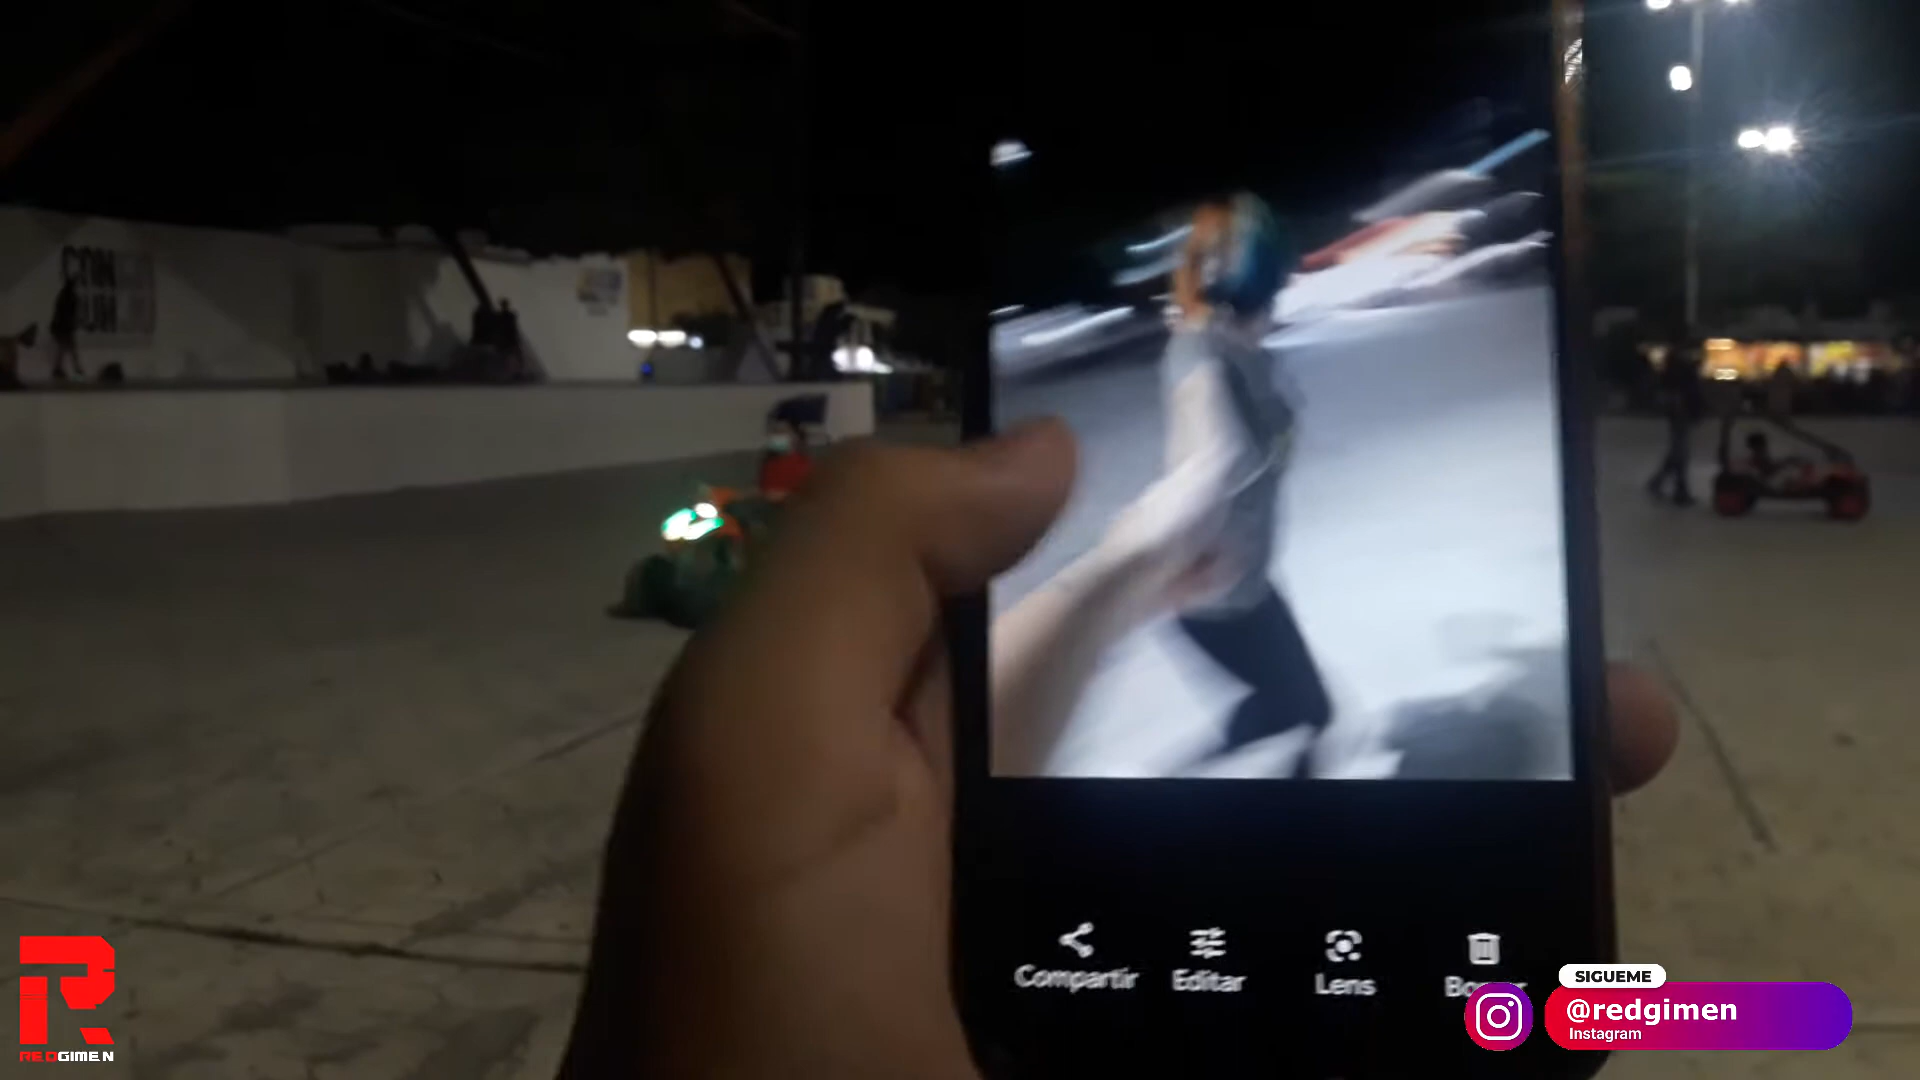 Compartir
Editar
Lens
SIGUEME
@redgimen
Instagram
REDGIMEN